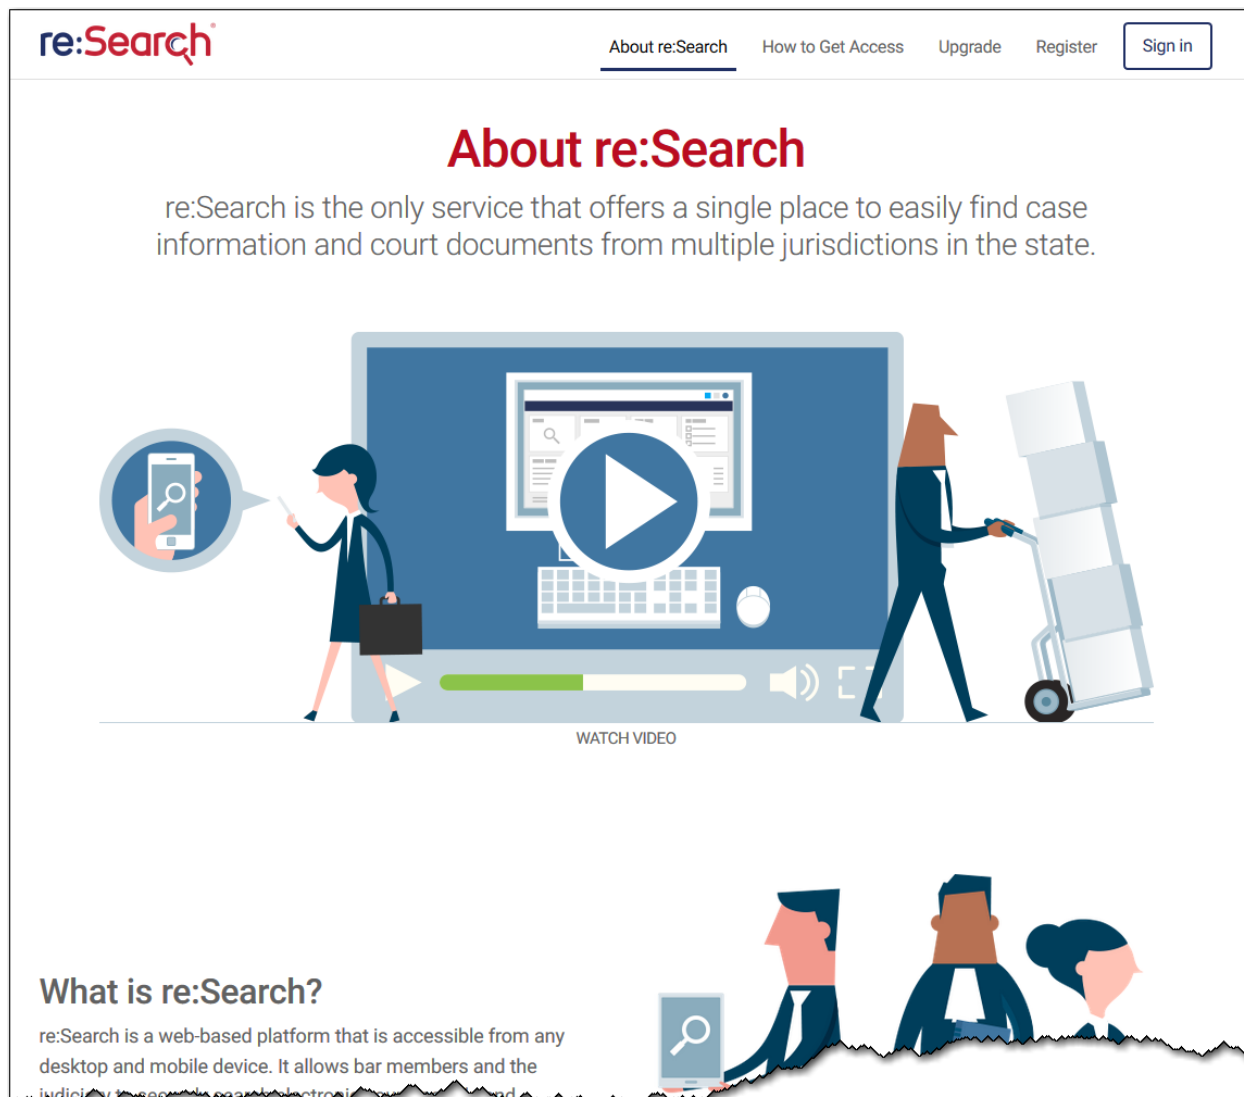 re:Search®
About re:Search
How to Get Access
Upgrade
Register
Sign in
About re:Search
re:Search is the only service that offers a single place to easily find case
information and court documents from multiple jurisdictions in the state.
WATCH VIDEO
What is re:Search?
re:Search is a web-based platform that is accessible from any
desktop and mobile device. It allows bar members and the